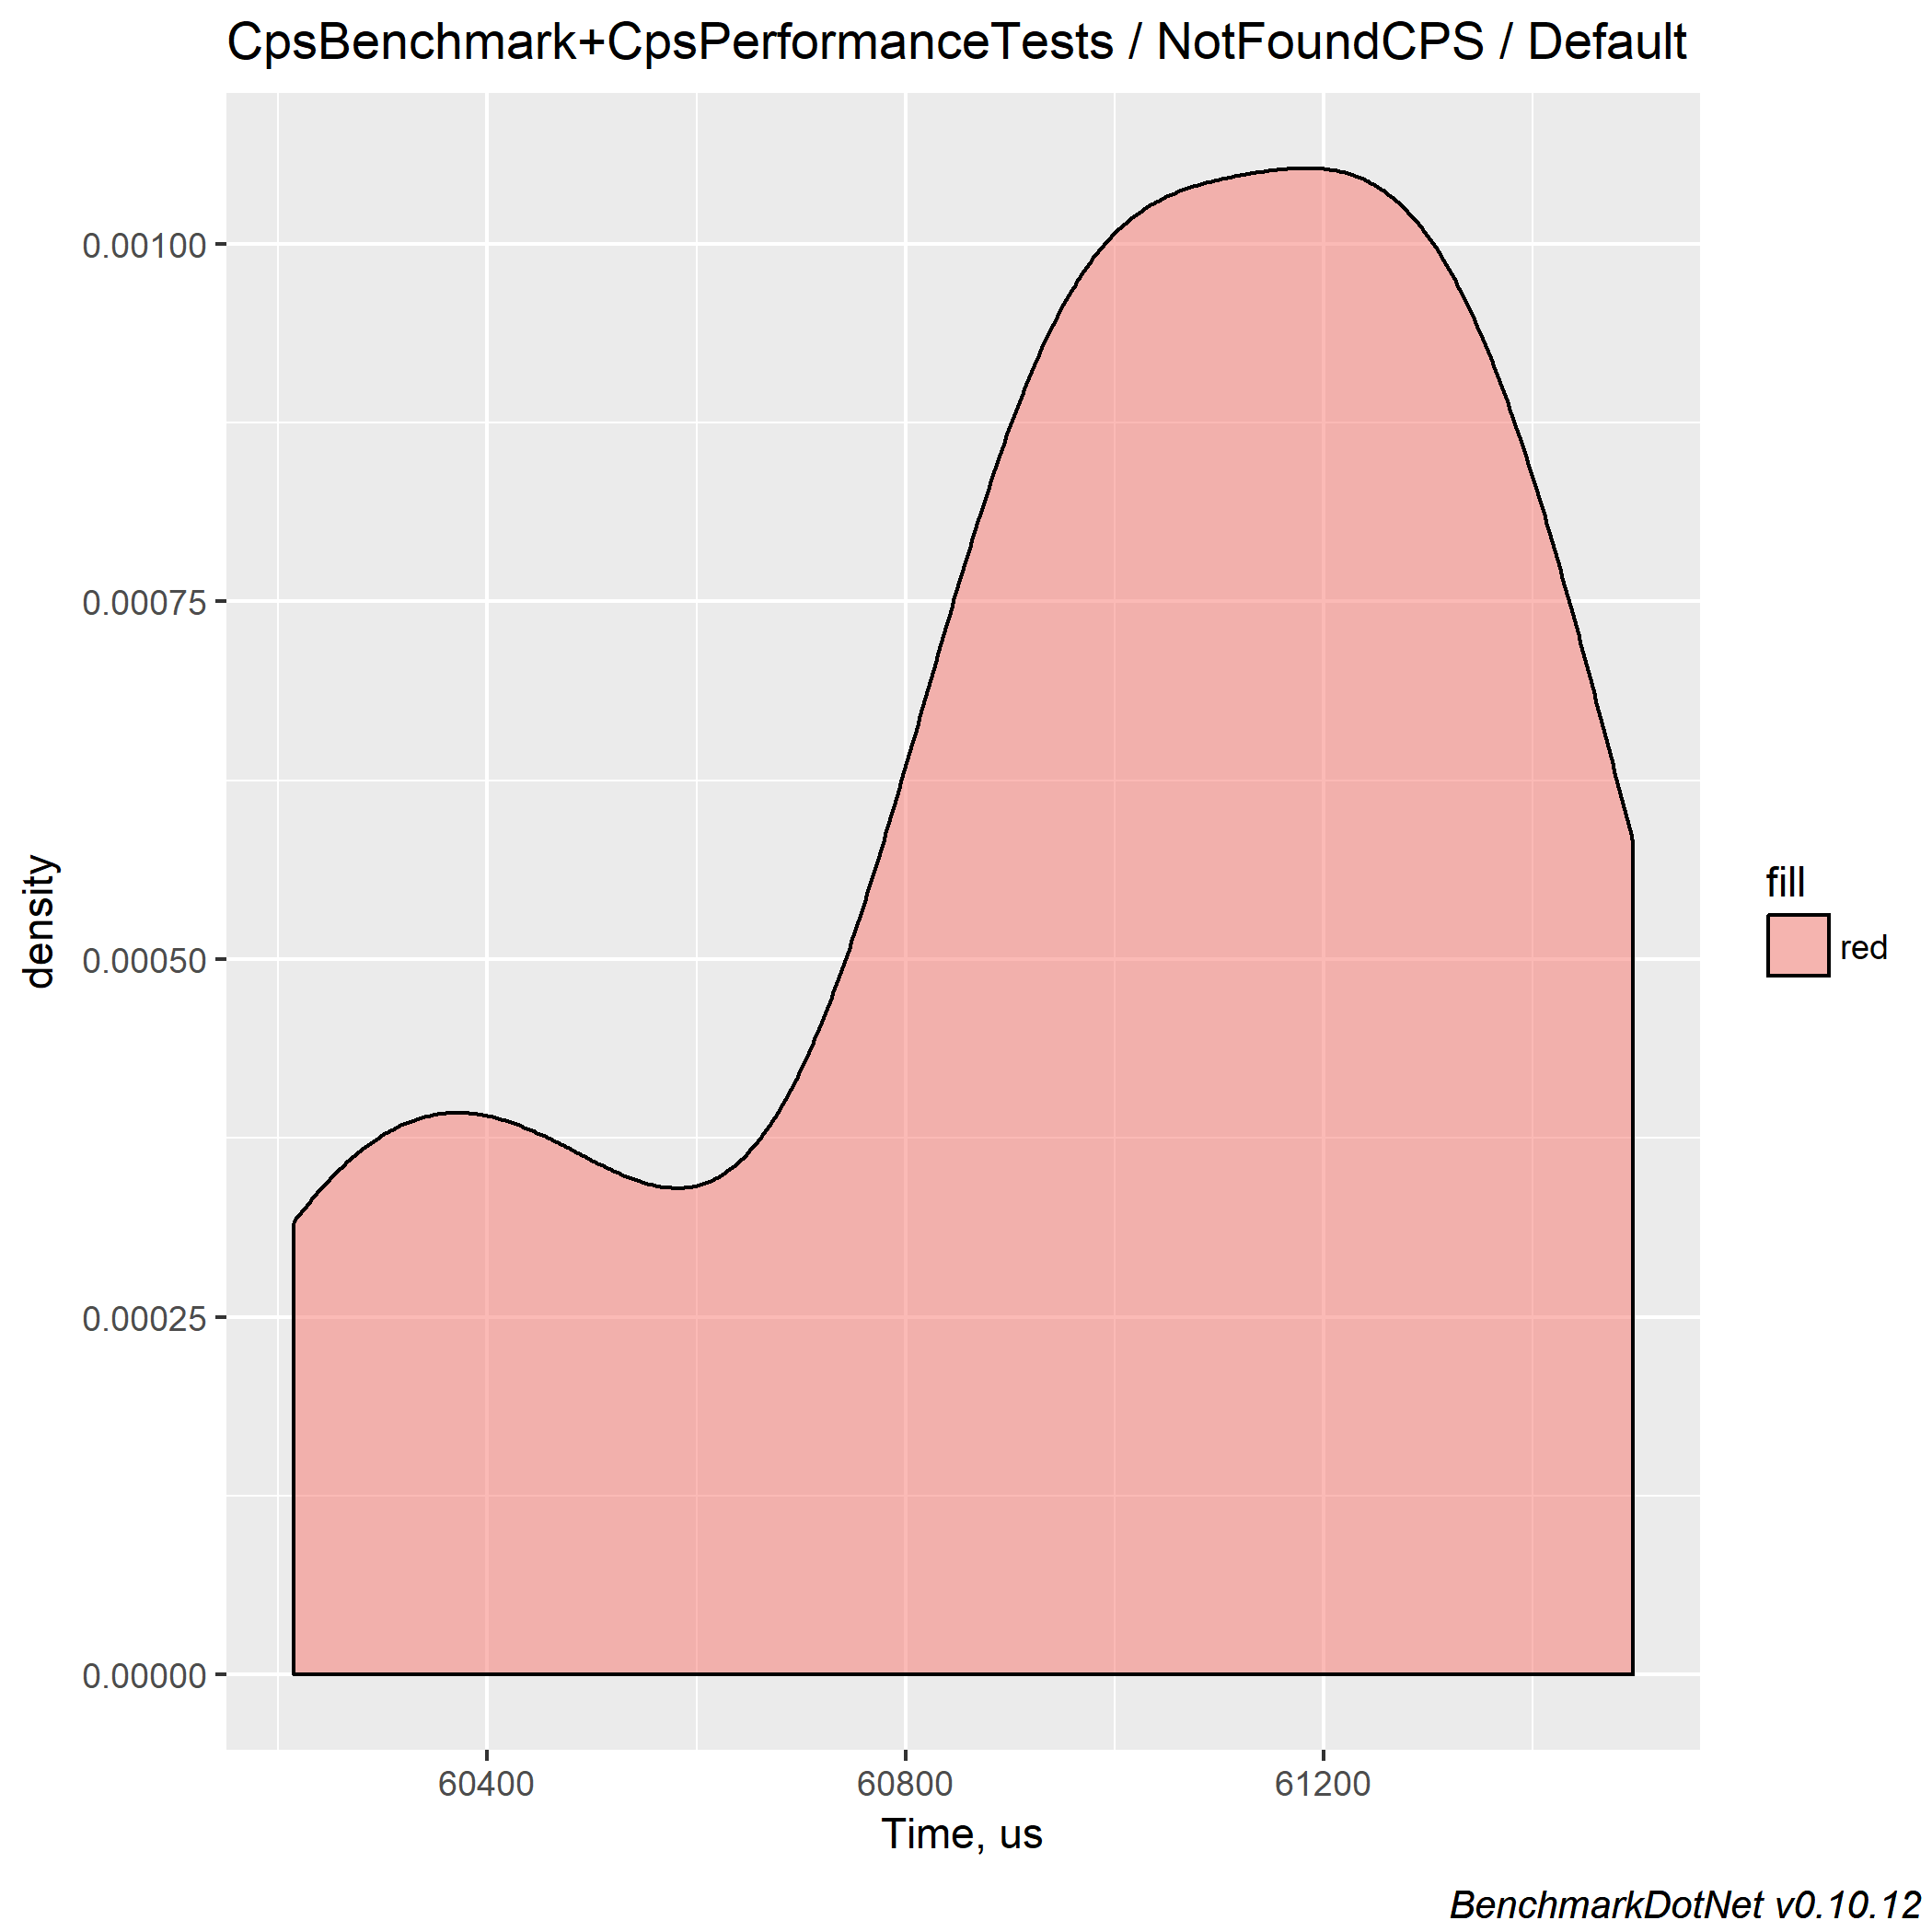 CpsBenchmark+CpsPerformanceTests / NotFoundCPS / Default
0.00100
0.00075
0.00050
0.00025
0.00000
density
60400 60800 61200
Time, us
fill
red
BenchmarkDotNet v0.10.12